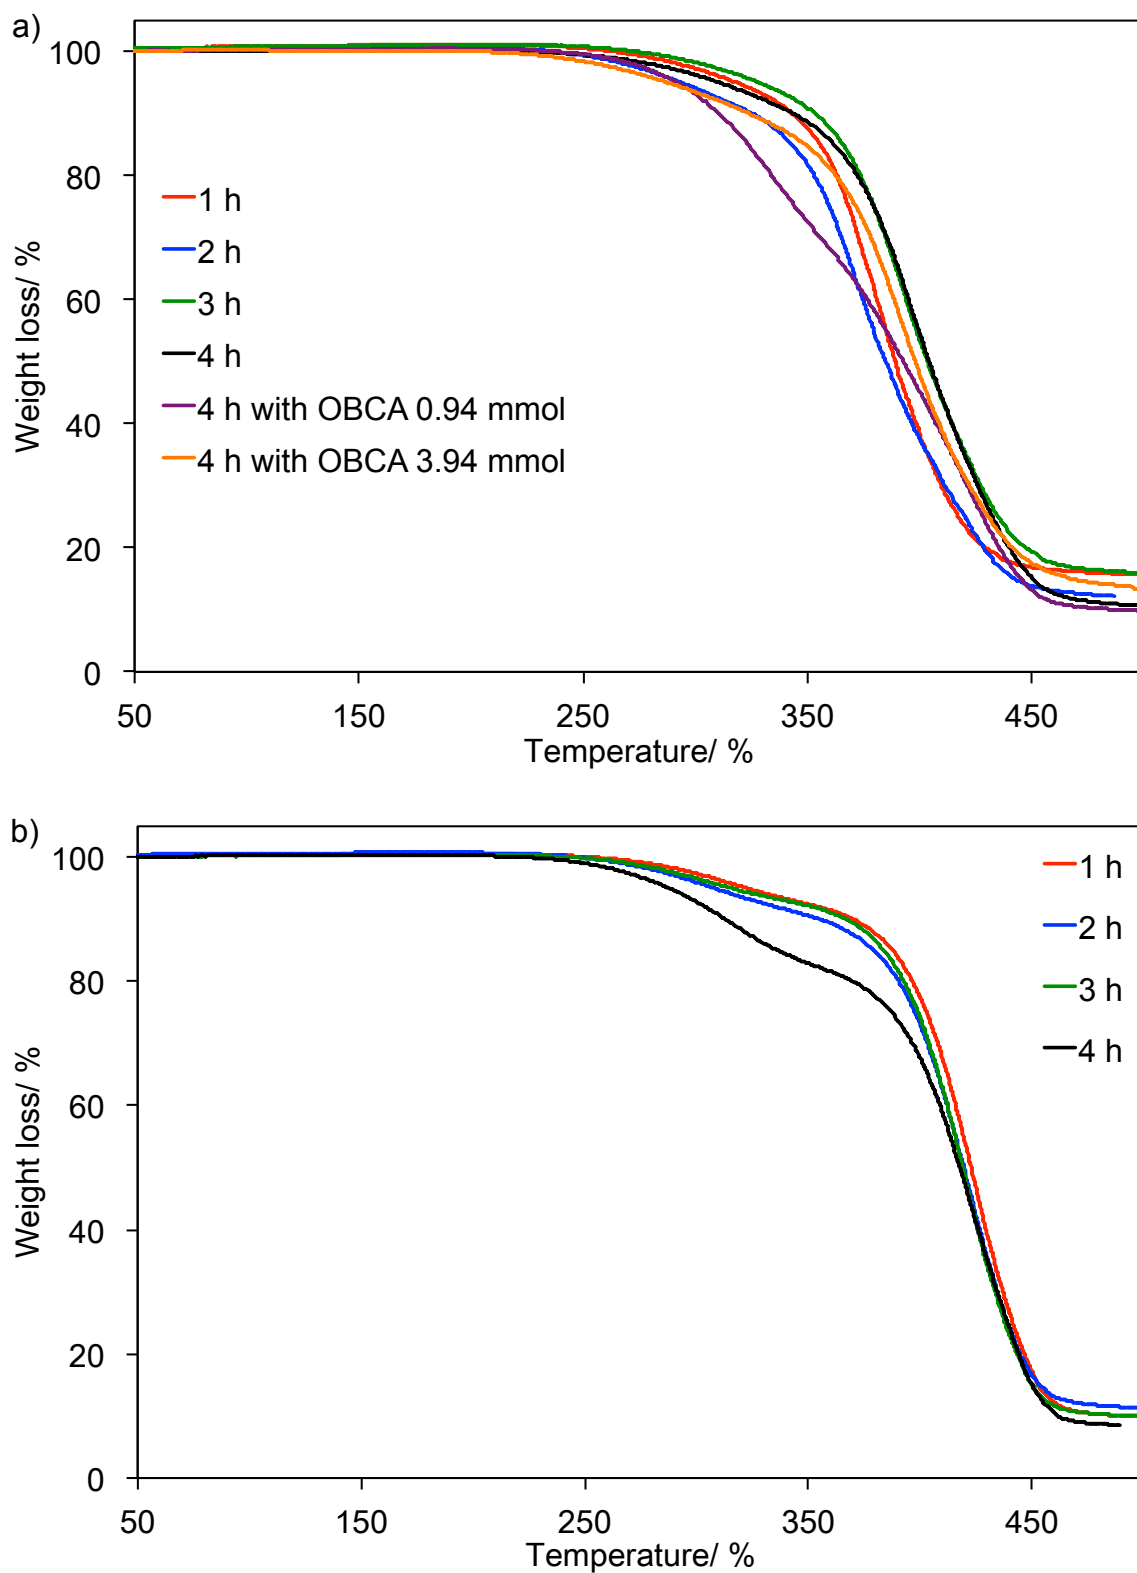 a)
100
80
60
40
20
0
Weight loss/ %
1 h
2 h
3 h
4 h
4 h with OBCA 0.94 mmol
4 h with OBCA 3.94 mmol
50 150 250 350 450
Temperature/ %
b)
100
80
60
40
20
0
Weight loss/ %
1 h
2 h
3 h
4 h
50 150 250 350 450
Temperature/ %